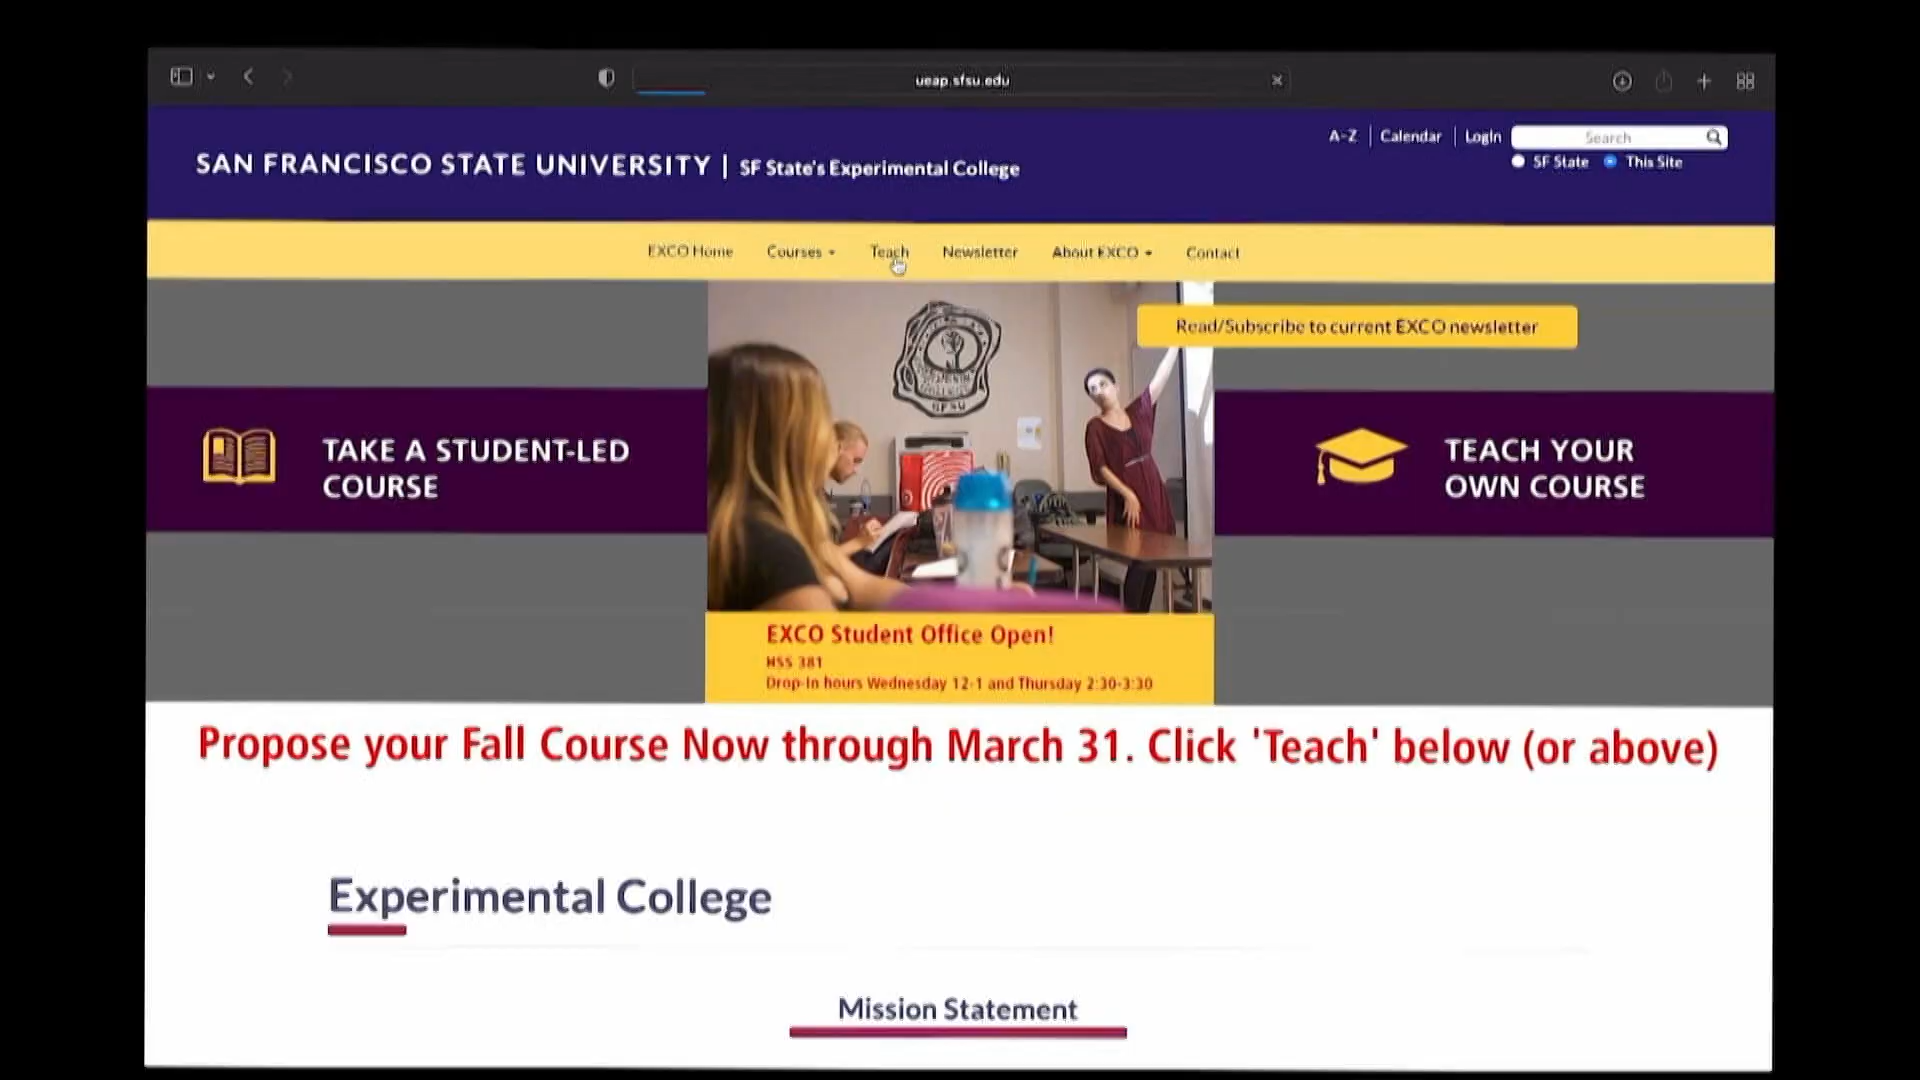 ueap.sfsu.edu
A-Z
Calendar
LogIn
Search
SAN FRANCISCO STATE UNIVERSITY | SF State's Experimental College
SF State
This Site
EXCO Home
Courses
Teach
Newsletter
About EXCO
Contact
Read/Subscribe to current EXCO newsletter
SFSU
TAKE A STUDENT-LED
COURSE
TEACH YOUR
OWN COURSE
EXCO Student Office Open!
HSS 381
Drop-In hours Wednesday 12-1 and Thursday 2:30-3:30
Propose your Fall Course Now through March 31. Click 'Teach' below (or above)
Experimental College
Mission Statement